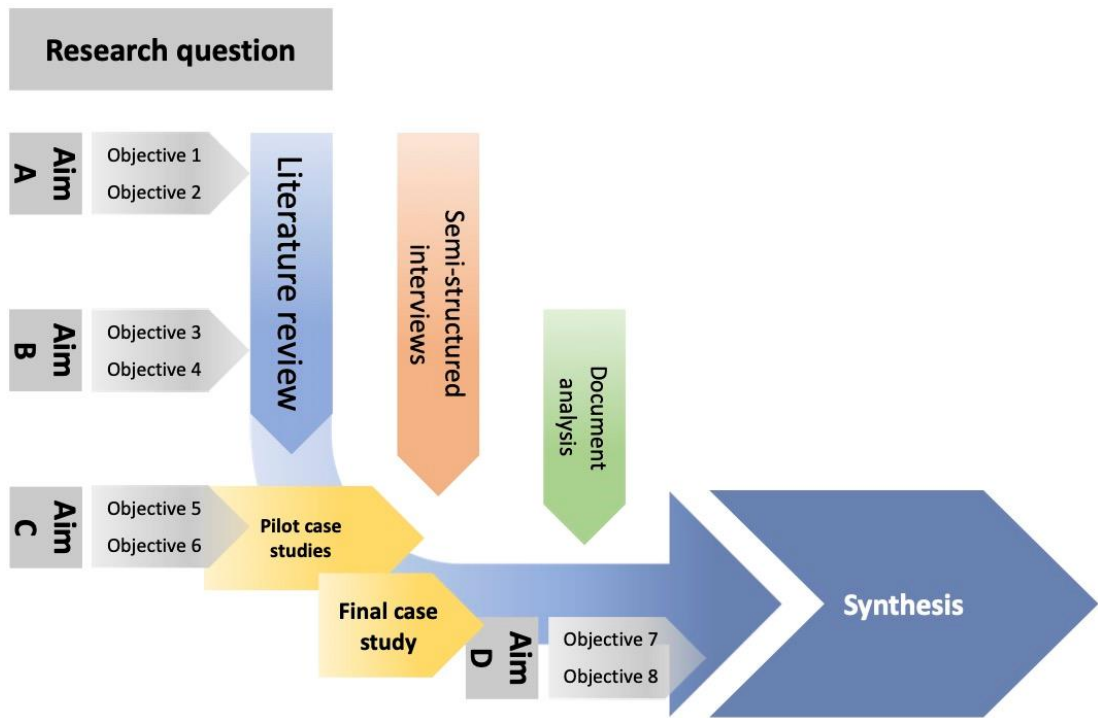 Research question
Aim
A
Objective 1
Objective 2
Literature review
Semi-structured
interviews
Aim
B
Objective 3
Objective 4
Document
analysis
Aim
C
Objective 5
Objective 6
Pilot case
studies
Final case
study
Aim
D
Objective 7
Objective 8
Synthesis